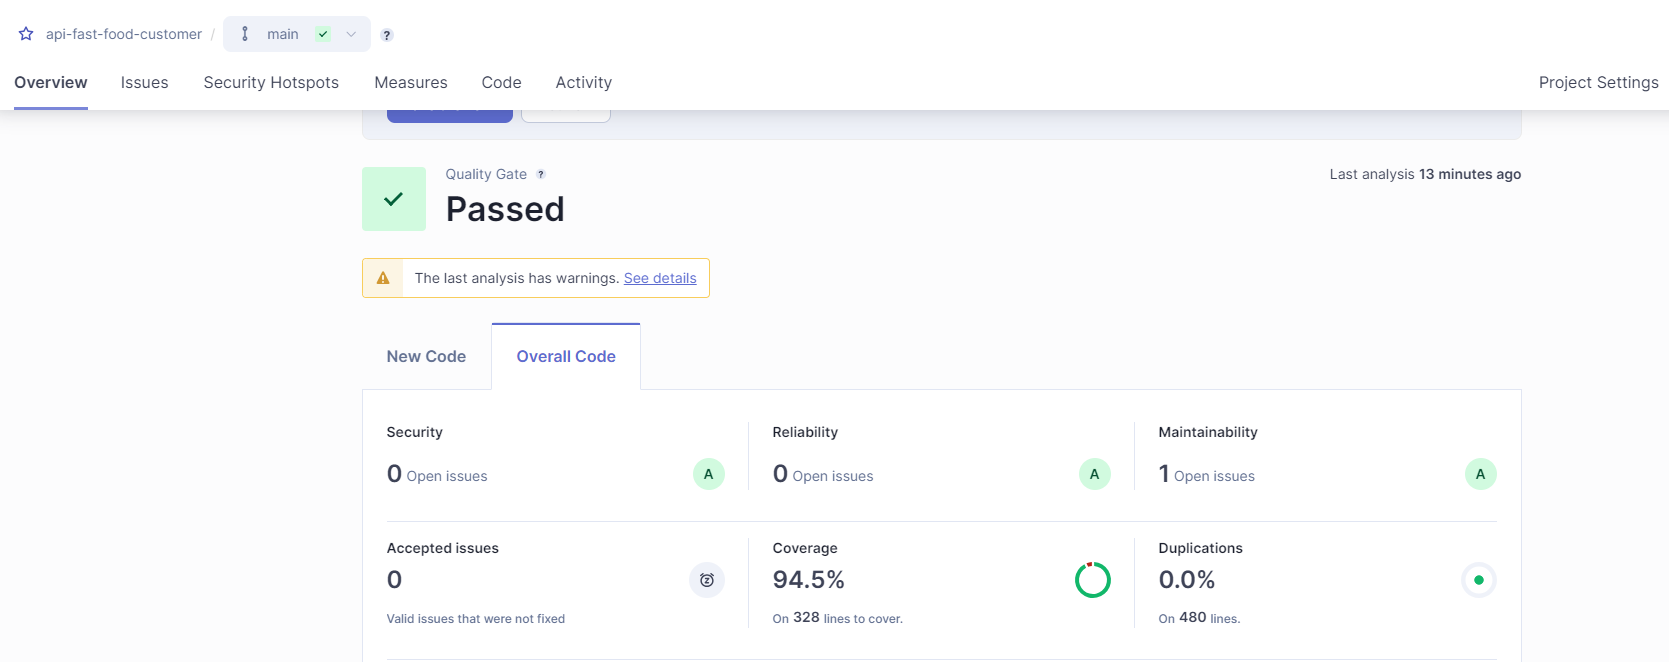 api-fast-food-customer / main ?
Overview Issues Security Hotspots Measures Code Activity Project Settings
Quality Gate ? Last analysis 13 minutes ago
Passed
The last analysis has warnings. See details
New Code Overall Code
Security Reliability Maintainability
0 Open issues A 0 Open issues A 1 Open issues A
Accepted issues Coverage Duplications
0 94.5% 0.0%
Valid issues that were not fixed On 328 lines to cover. On 480 lines.